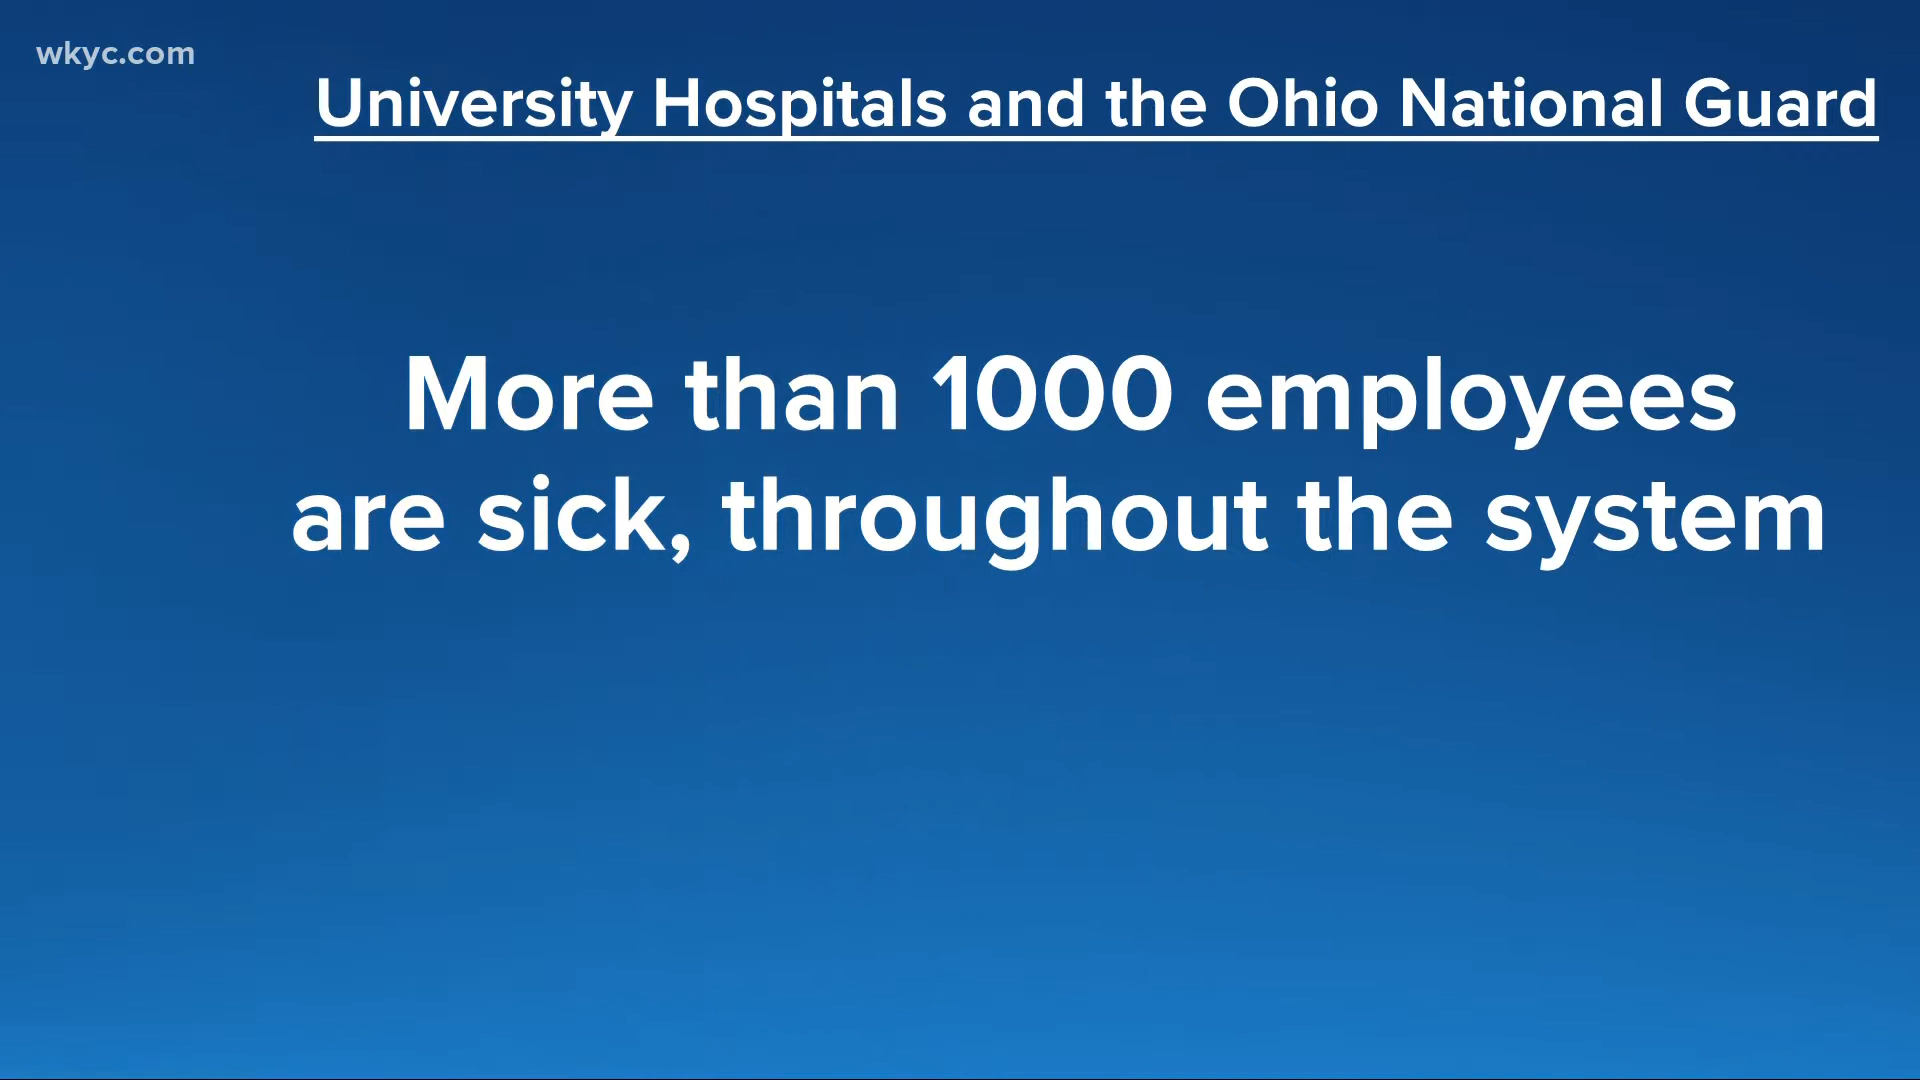 wkyc.com
University Hospitals and the Ohio National Guard
More than 1000 employees
are sick, throughout the system